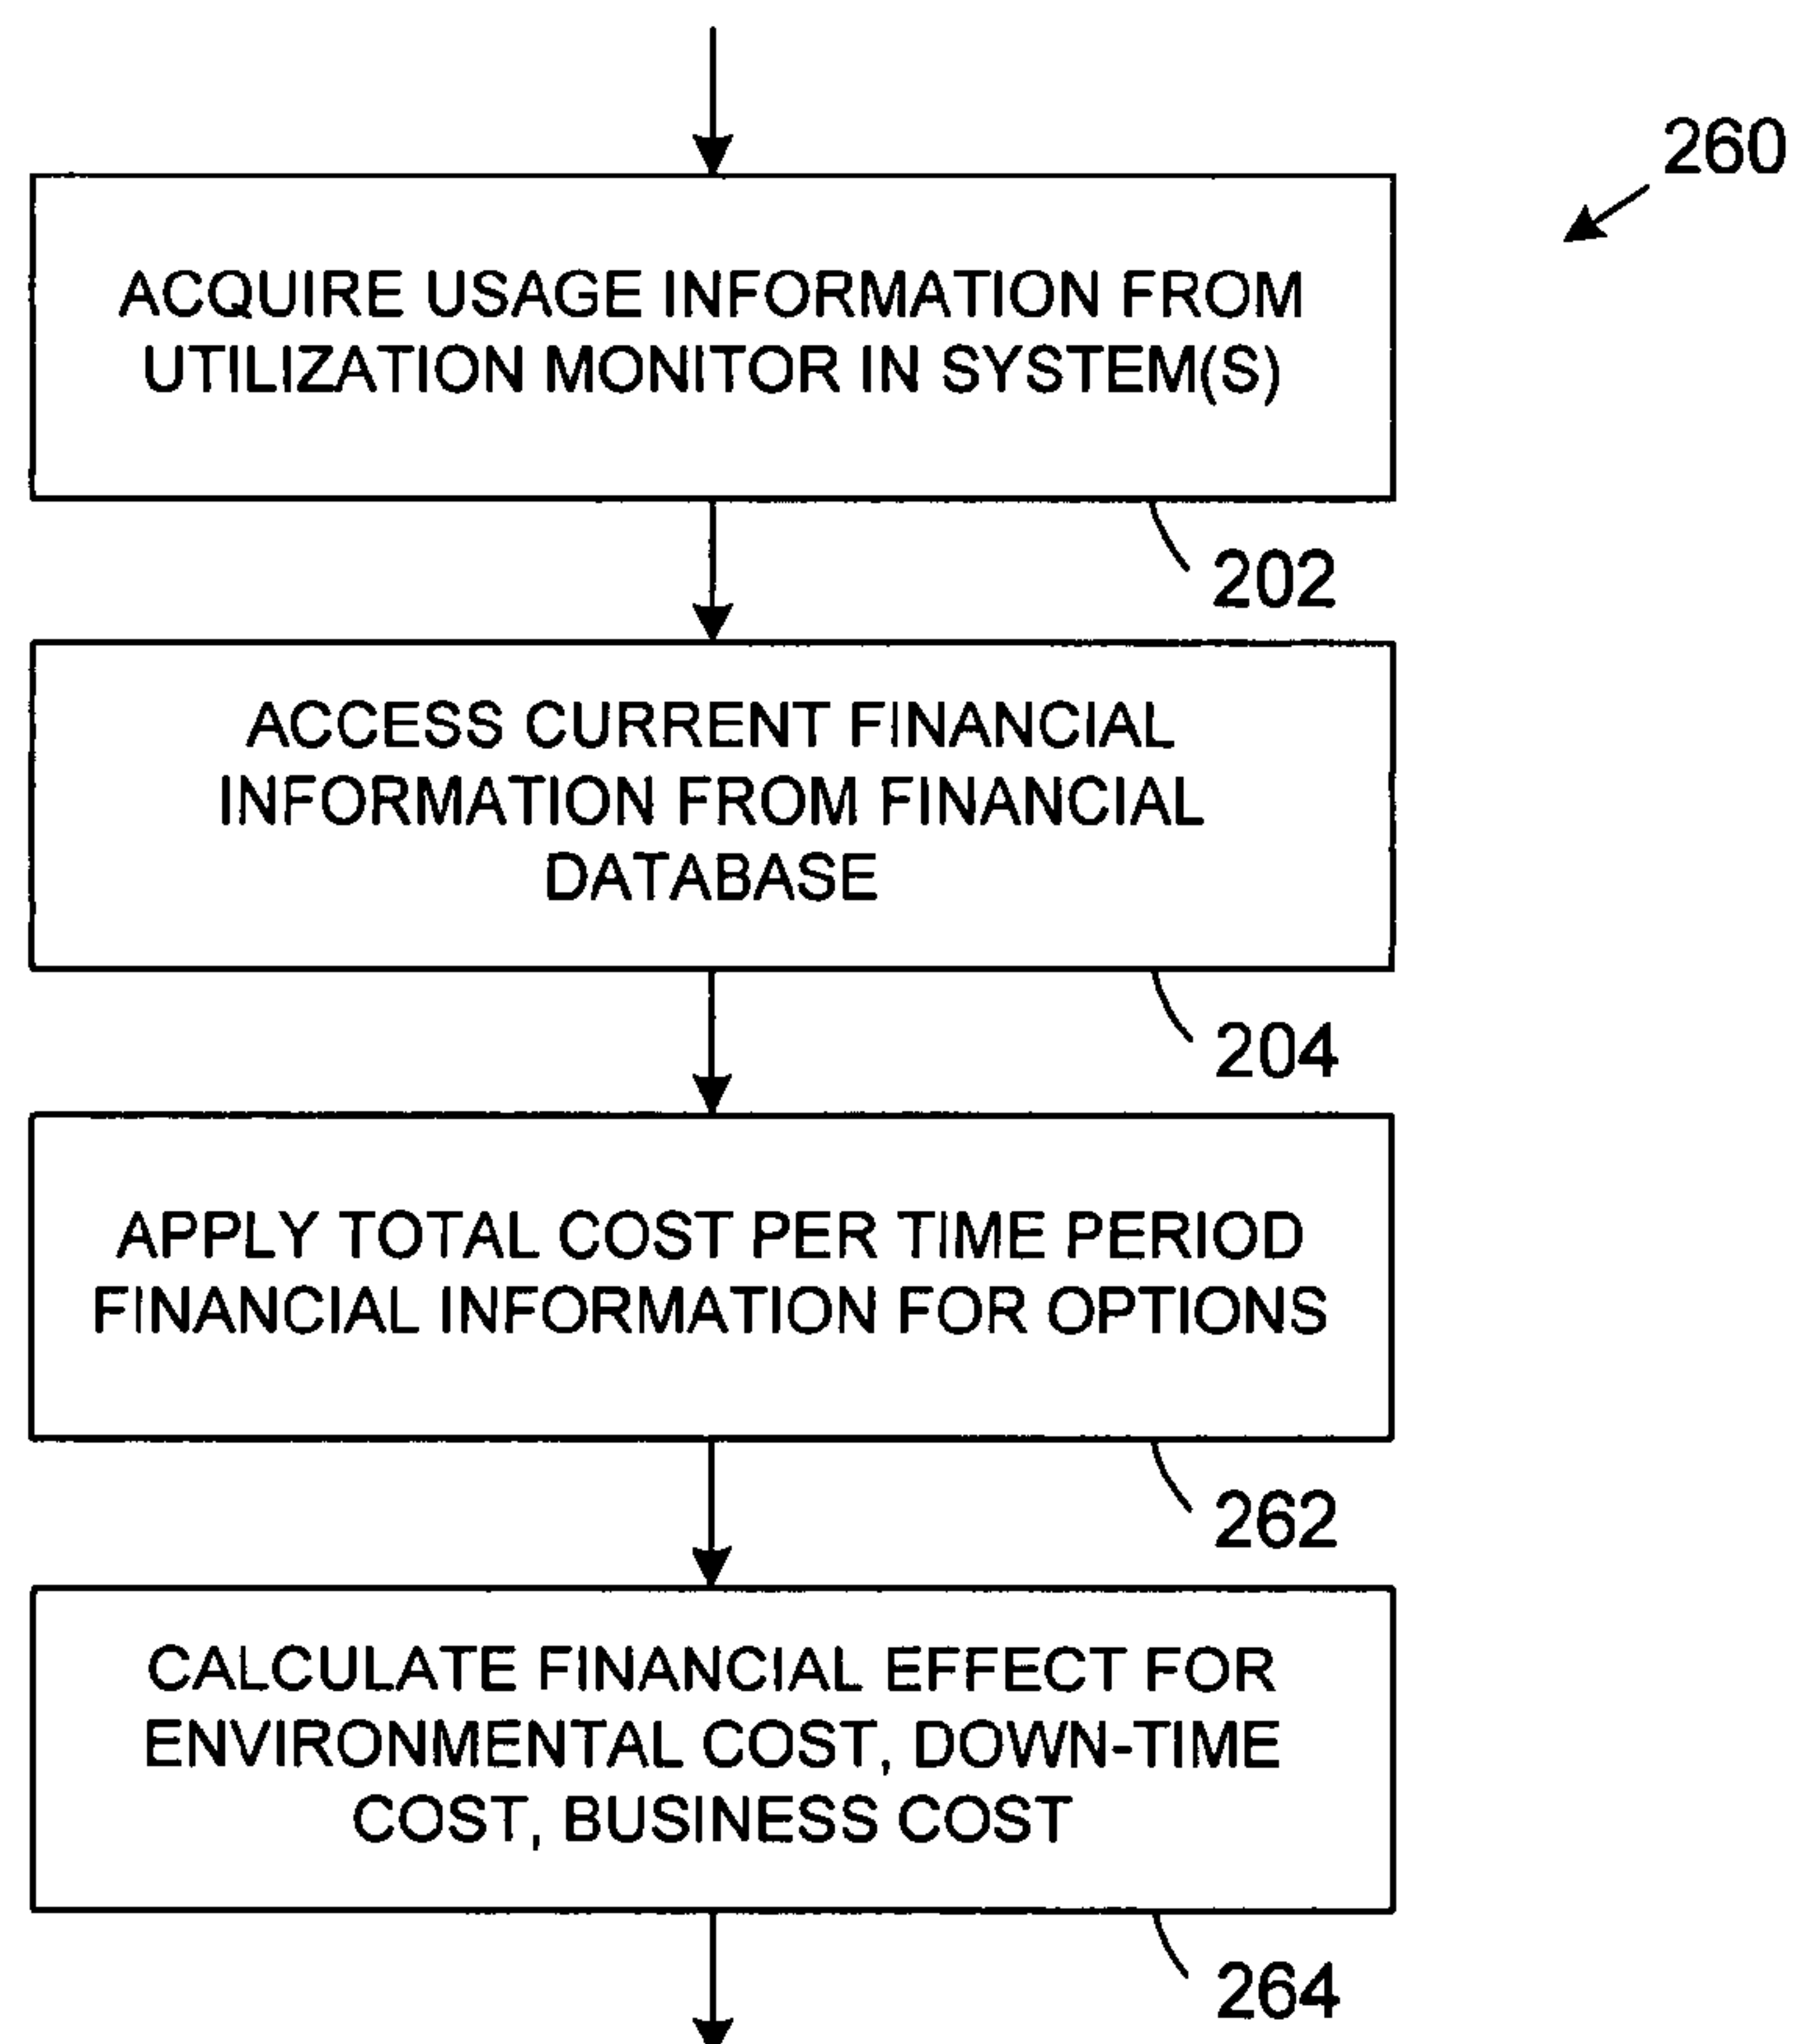 260
ACQUIRE USAGE INFORMATION FROM
UTILIZATION MONITOR IN SYSTEM(S)
202
ACCESS CURRENT FINANCIAL
INFORMATION FROM FINANCIAL
DATABASE
204
APPLY TOTAL COST PER TIME PERIOD
FINANCIAL INFORMATION FOR OPTIONS
262
CALCULATE FINANCIAL EFFECT FOR
ENVIRONMENTAL COST, DOWN-TIME
COST, BUSINESS COST
264